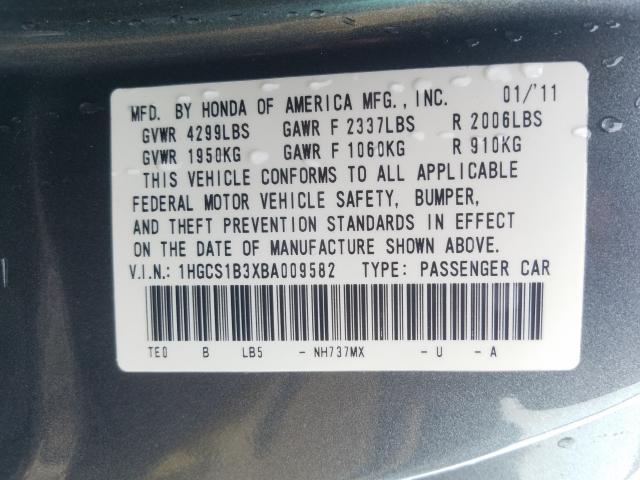 MFD. BY HONDA OF AMERICA MFG., INC. 01/'11
GVWR 4299LBS GAWR F 2337LBS R 2006LBS
GVWR 1950KG GAWR F 1060KG R 910KG
THIS VEHICLE CONFORMS TO ALL APPLICABLE
FEDERAL MOTOR VEHICLE SAFETY, BUMPER,
AND THEFT PREVENTION STANDARDS IN EFFECT
ON THE DATE OF MANUFACTURE SHOWN ABOVE.
V.I.N.: 1HGCS1B3XBA009582 TYPE: PASSENGER CAR
TE0 B LB5 - NH737MX - U - A